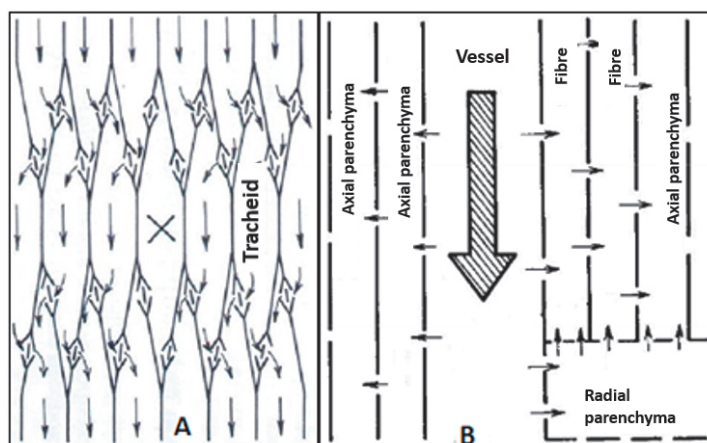 Tracheid
A
Axial parenchyma
Axial parenchyma
Vessel
Fibre
Fibre
Axial parenchyma
Radial
parenchyma
B